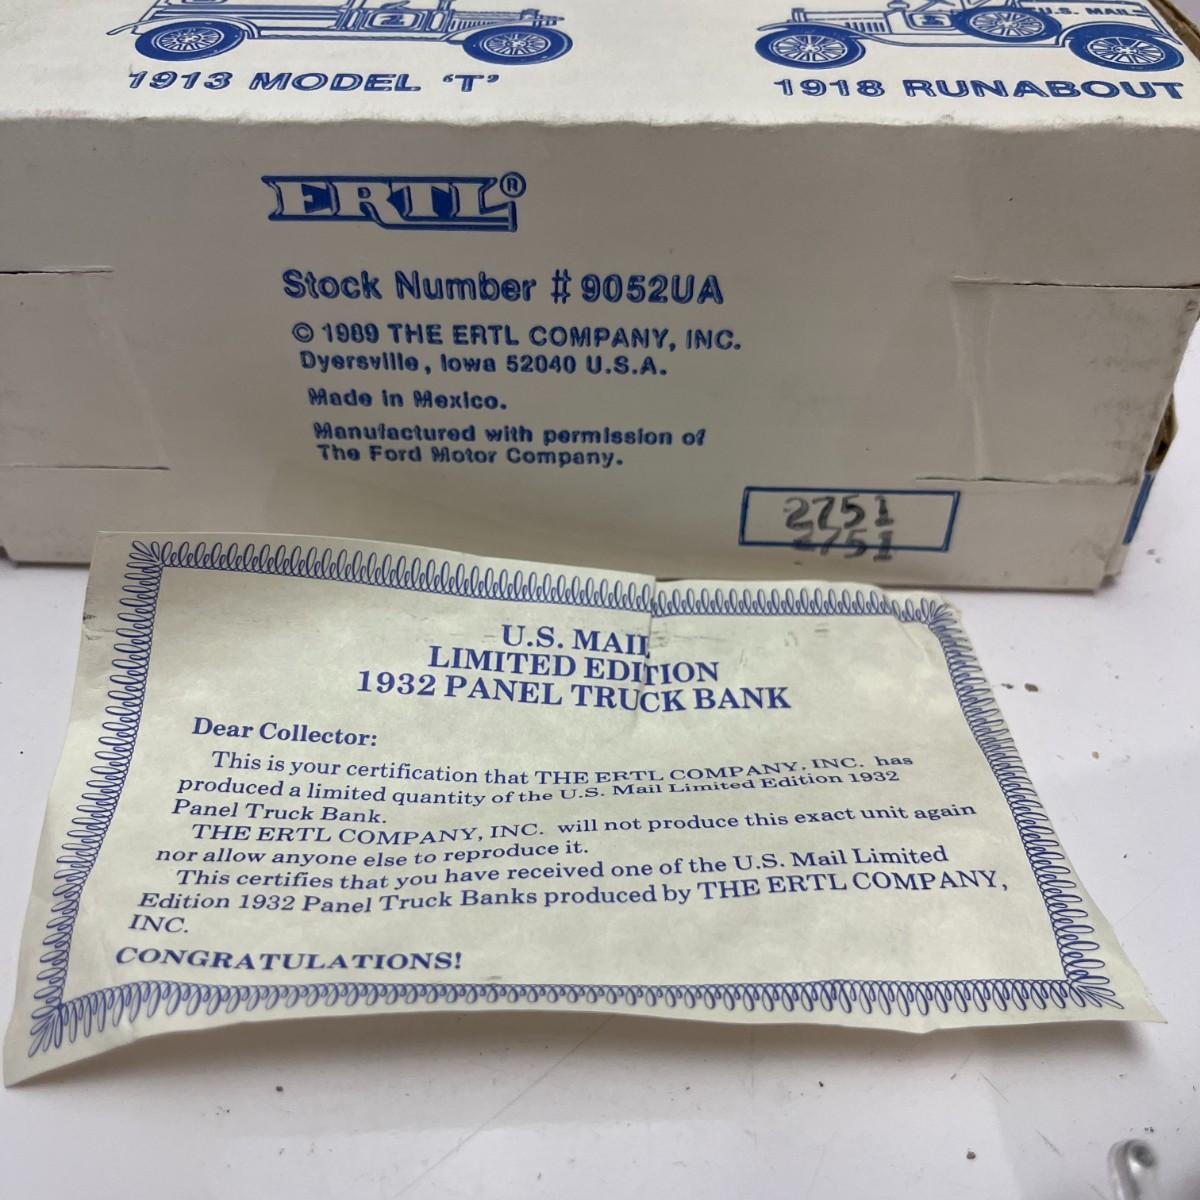 U.S. MAIL
1913 MODEL 'T'
1918 RUNABOUT
ERTL®
Stock Number # 9052UA
© 1989 THE ERTL COMPANY, INC.
Dyersville, Iowa 52040 U.S.A.
Made in Mexico.
Manufactured with permission of
The Ford Motor Company.
2751
2751
U.S. MAIL
LIMITED EDITION
1932 PANEL TRUCK BANK
Dear Collector:
This is your certification that THE ERTL COMPANY, INC. has
produced a limited quantity of the U.S. Mail Limited Edition 1932
Panel Truck Bank.
THE ERTL COMPANY, INC. will not produce this exact unit again
nor allow anyone else to reproduce it.
This certifies that you have received one of the U.S. Mail Limited
Edition 1932 Panel Truck Banks produced by THE ERTL COMPANY,
INC.
CONGRATULATIONS!